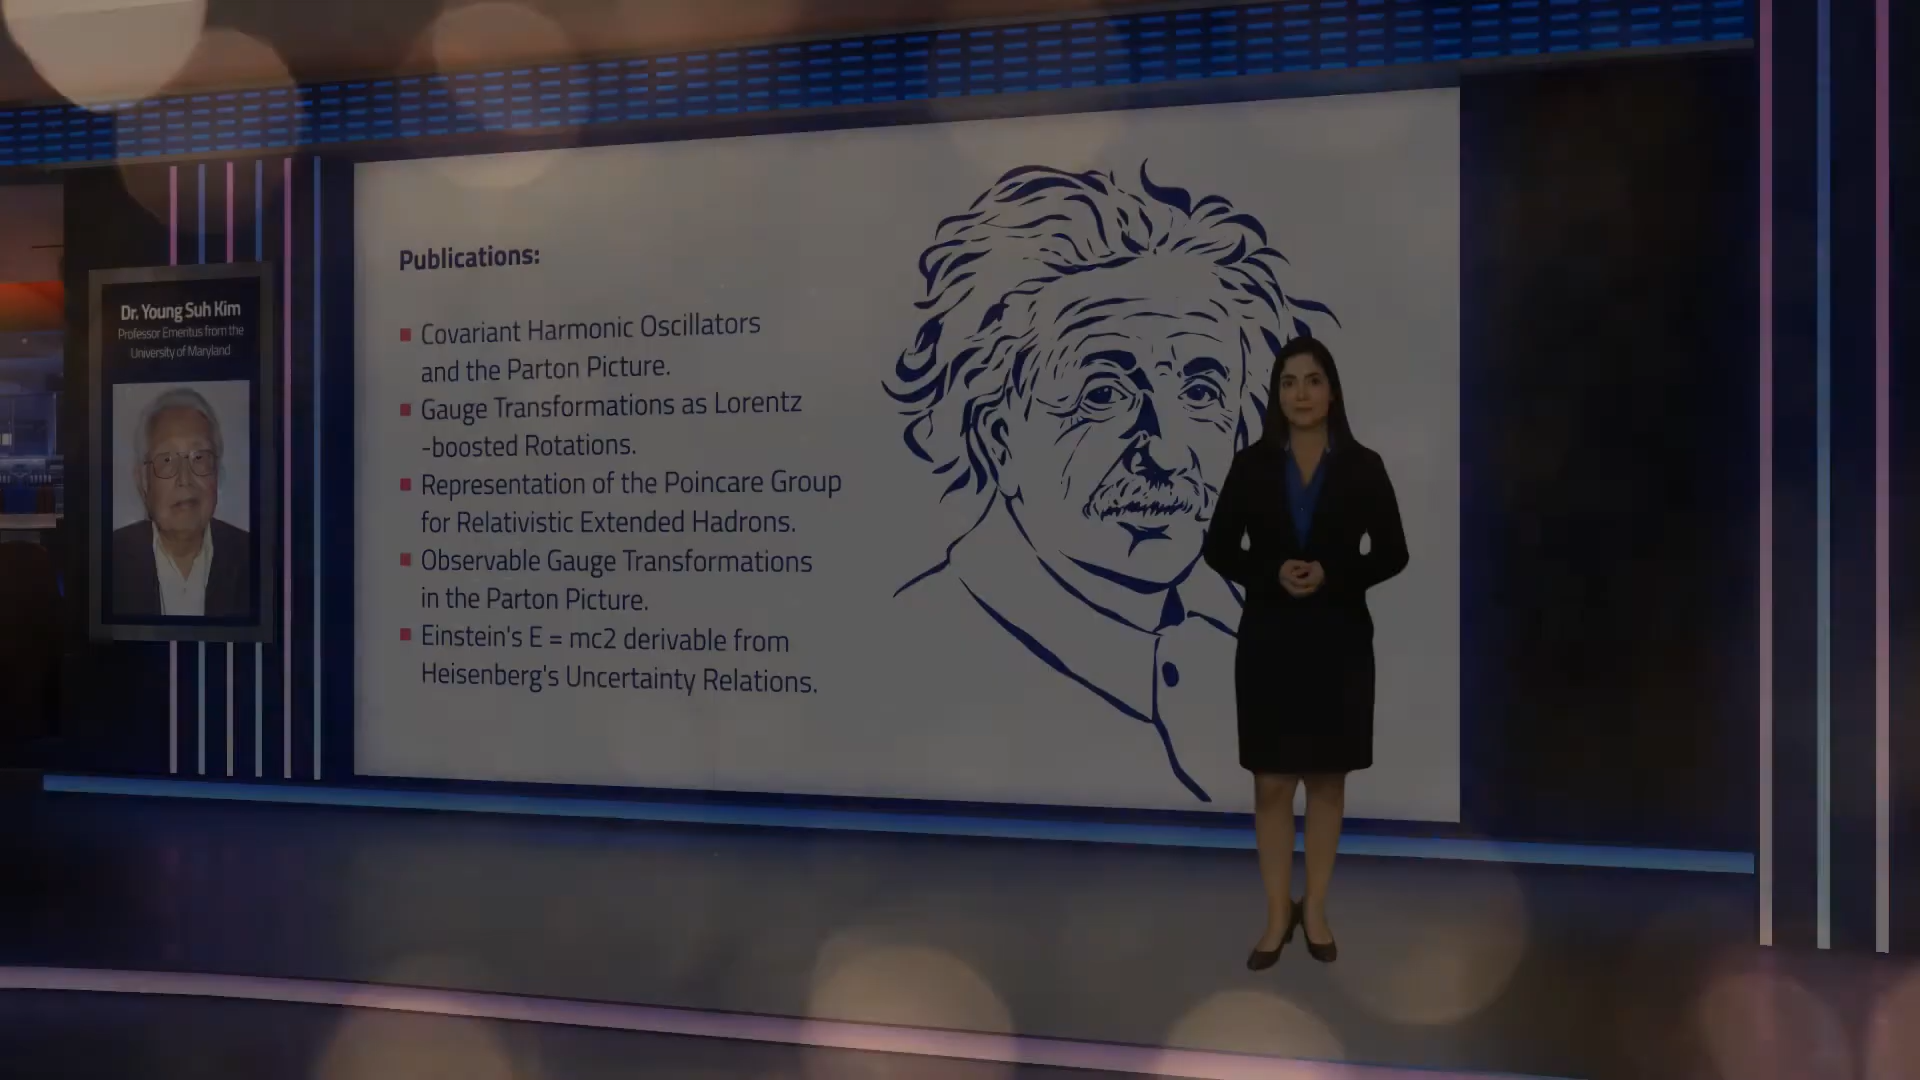 Dr. Young Suh Kim
Professor Emeritus from the
University of Maryland
Publications:
Covariant Harmonic Oscillators
and the Parton Picture.
Gauge Transformations as Lorentz
-boosted Rotations.
Representation of the Poincare Group
for Relativistic Extended Hadrons.
Observable Gauge Transformations
in the Parton Picture.
Einstein's E = mc2 derivable from
Heisenberg's Uncertainty Relations.